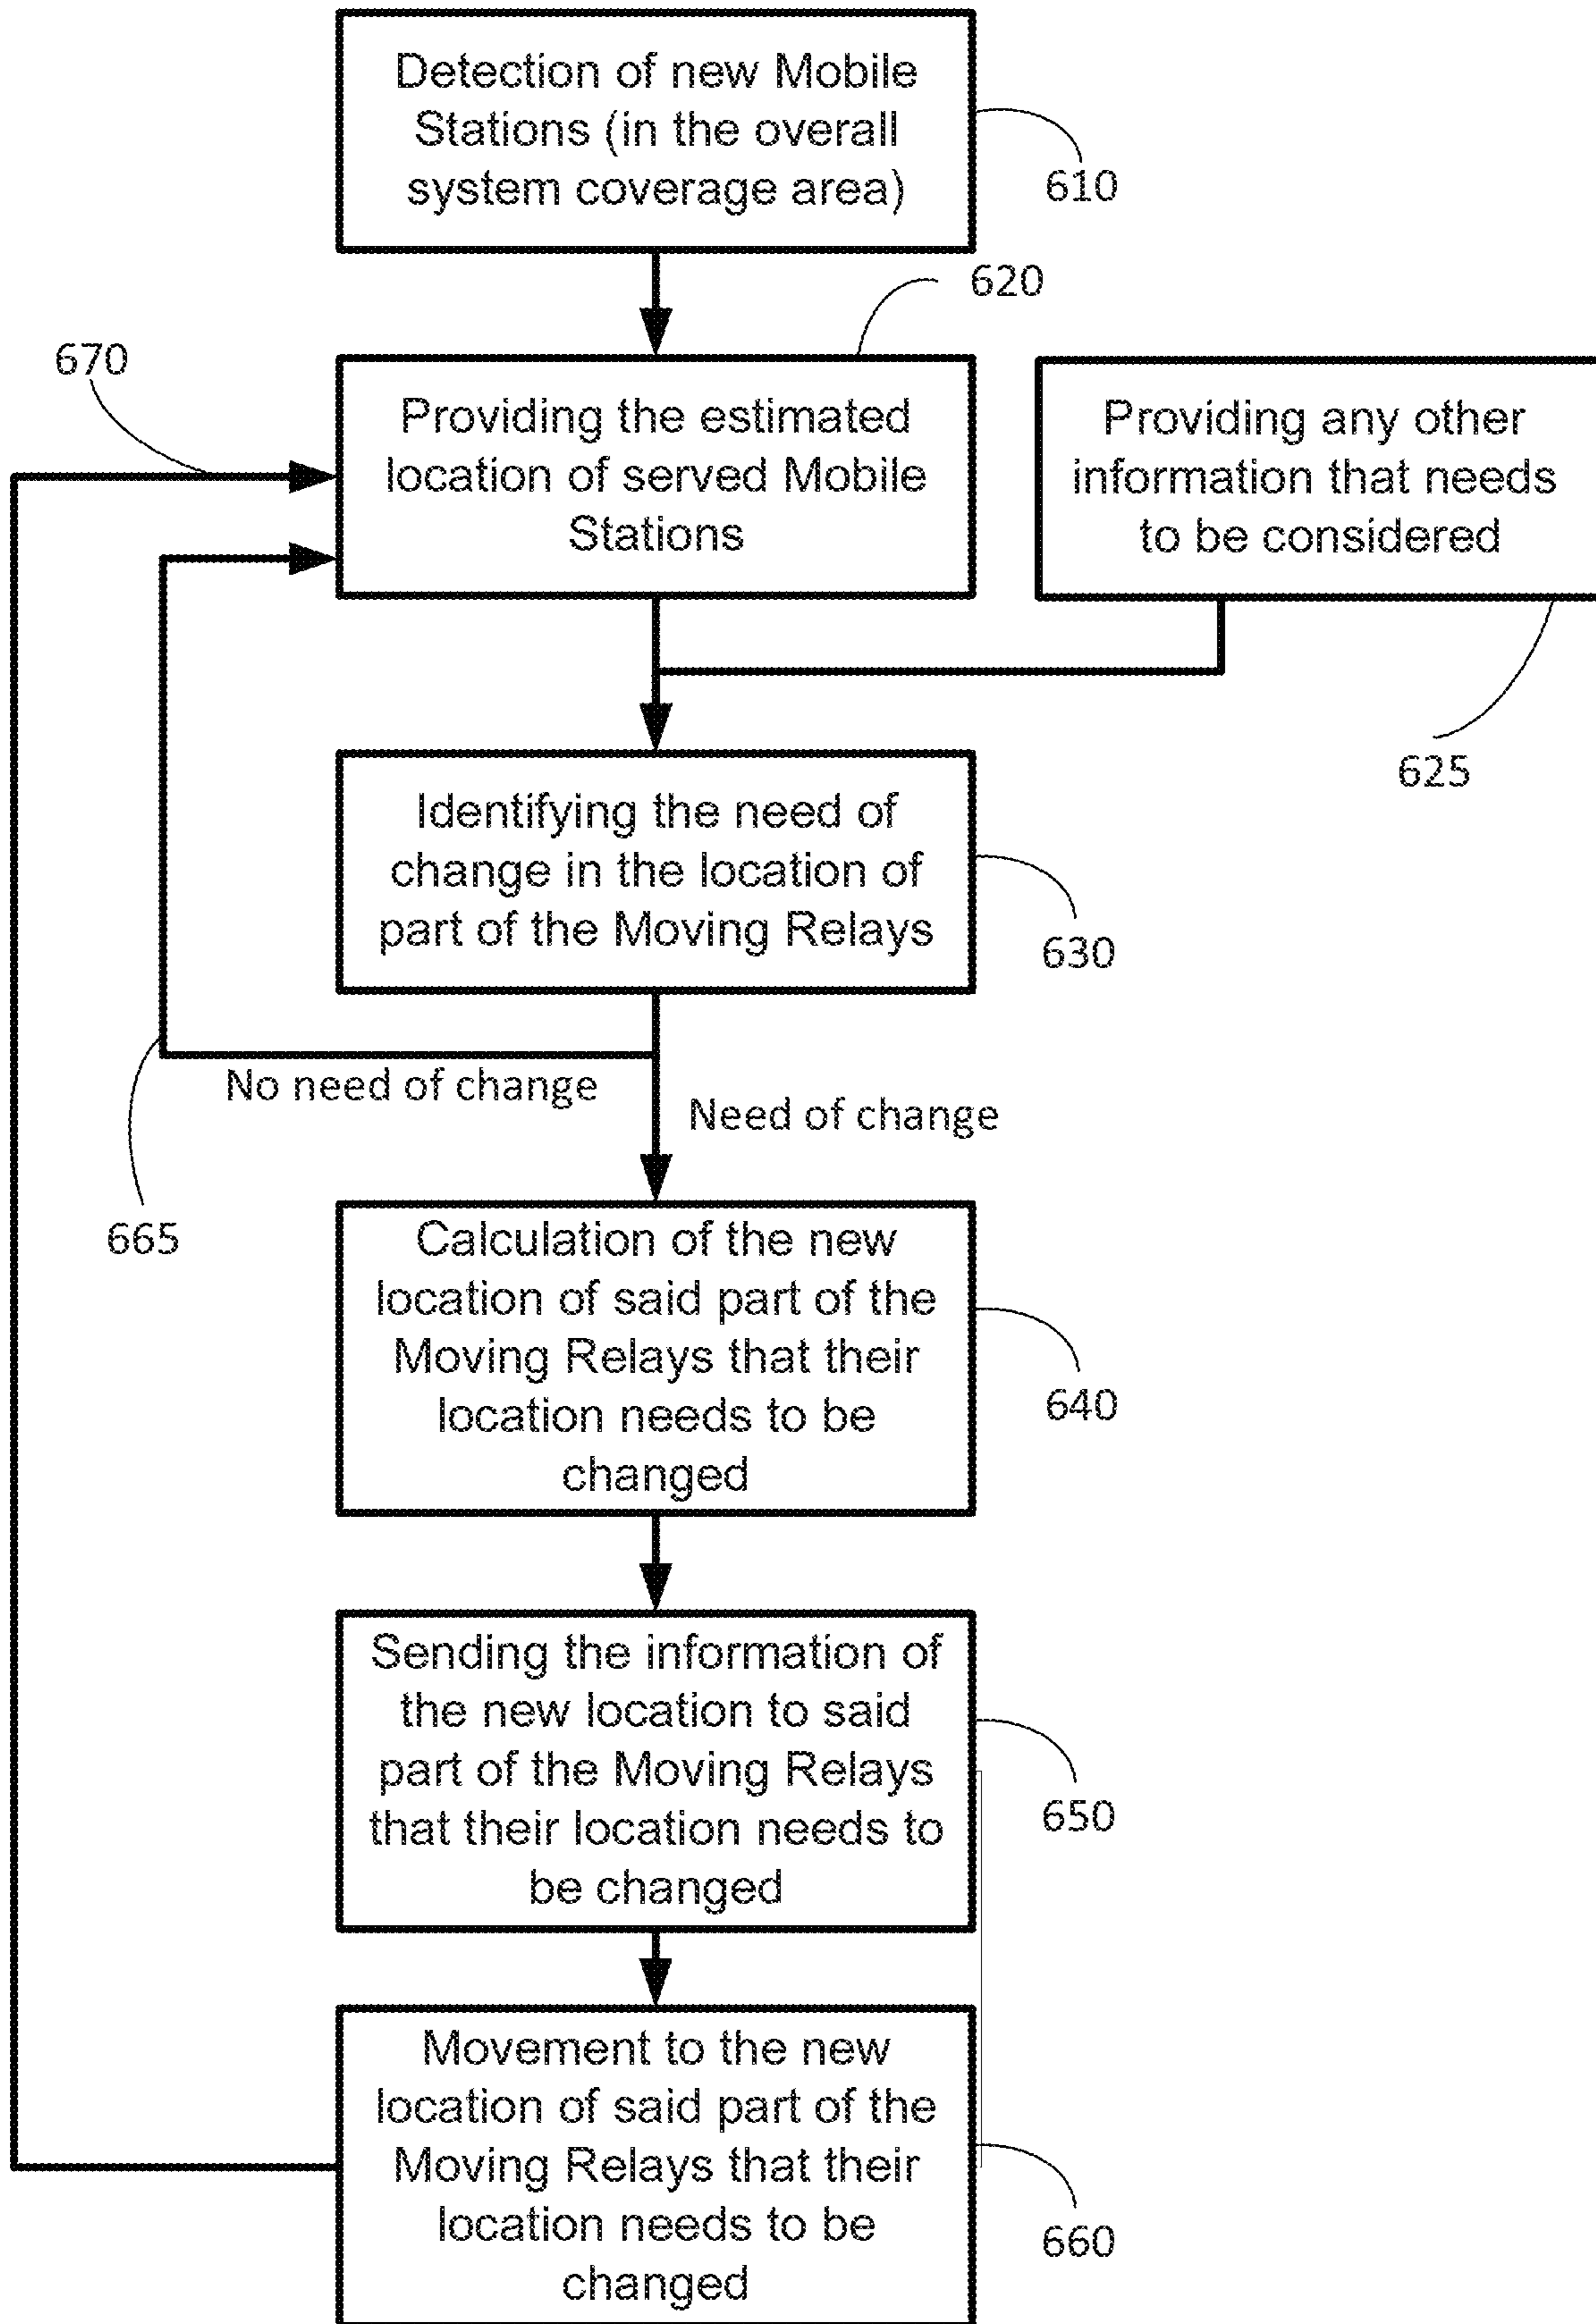 Detection of new Mobile
Stations (in the overall
system coverage area)
610
620
670
Providing the estimated
location of served Mobile
Stations
Providing any other
information that needs
to be considered
625
Identifying the need of
change in the location of
part of the Moving Relays
630
No need of change
Need of change
665
Calculation of the new
location of said part of the
Moving Relays that their
location needs to be
changed
640
Sending the information of
the new location to said
part of the Moving Relays
that their location needs to
be changed
650
Movement to the new
location of said part of the
Moving Relays that their
location needs to be
changed
660